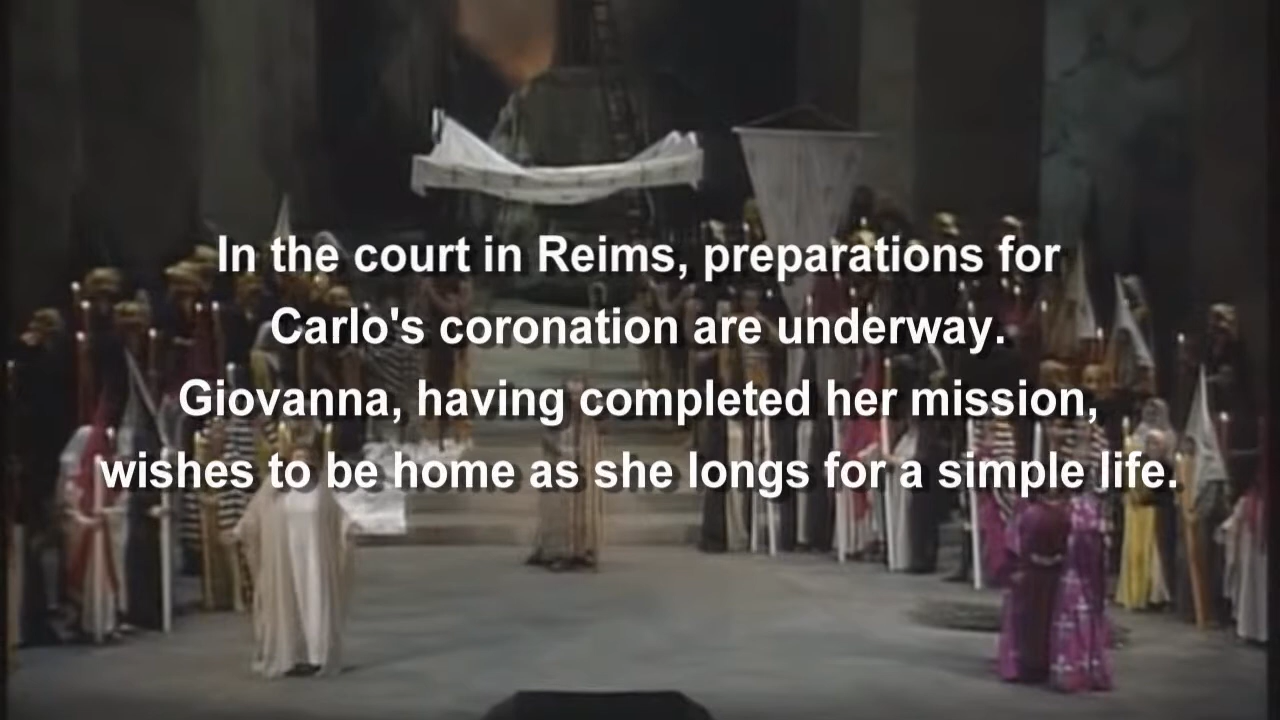 In the court in Reims, preparations for
Carlo's coronation are underway.
Giovanna, having completed her mission,
wishes to be home as she longs for a simple life.